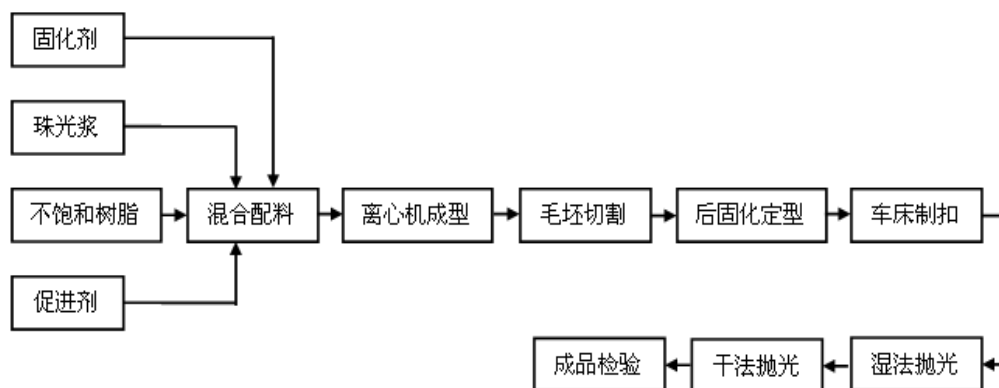 固化剂
珠光浆
不饱和树脂
混合配料
离心机成型
毛坯切割
后固化定型
车床制扣
促进剂
成品检验
干法抛光
湿法抛光